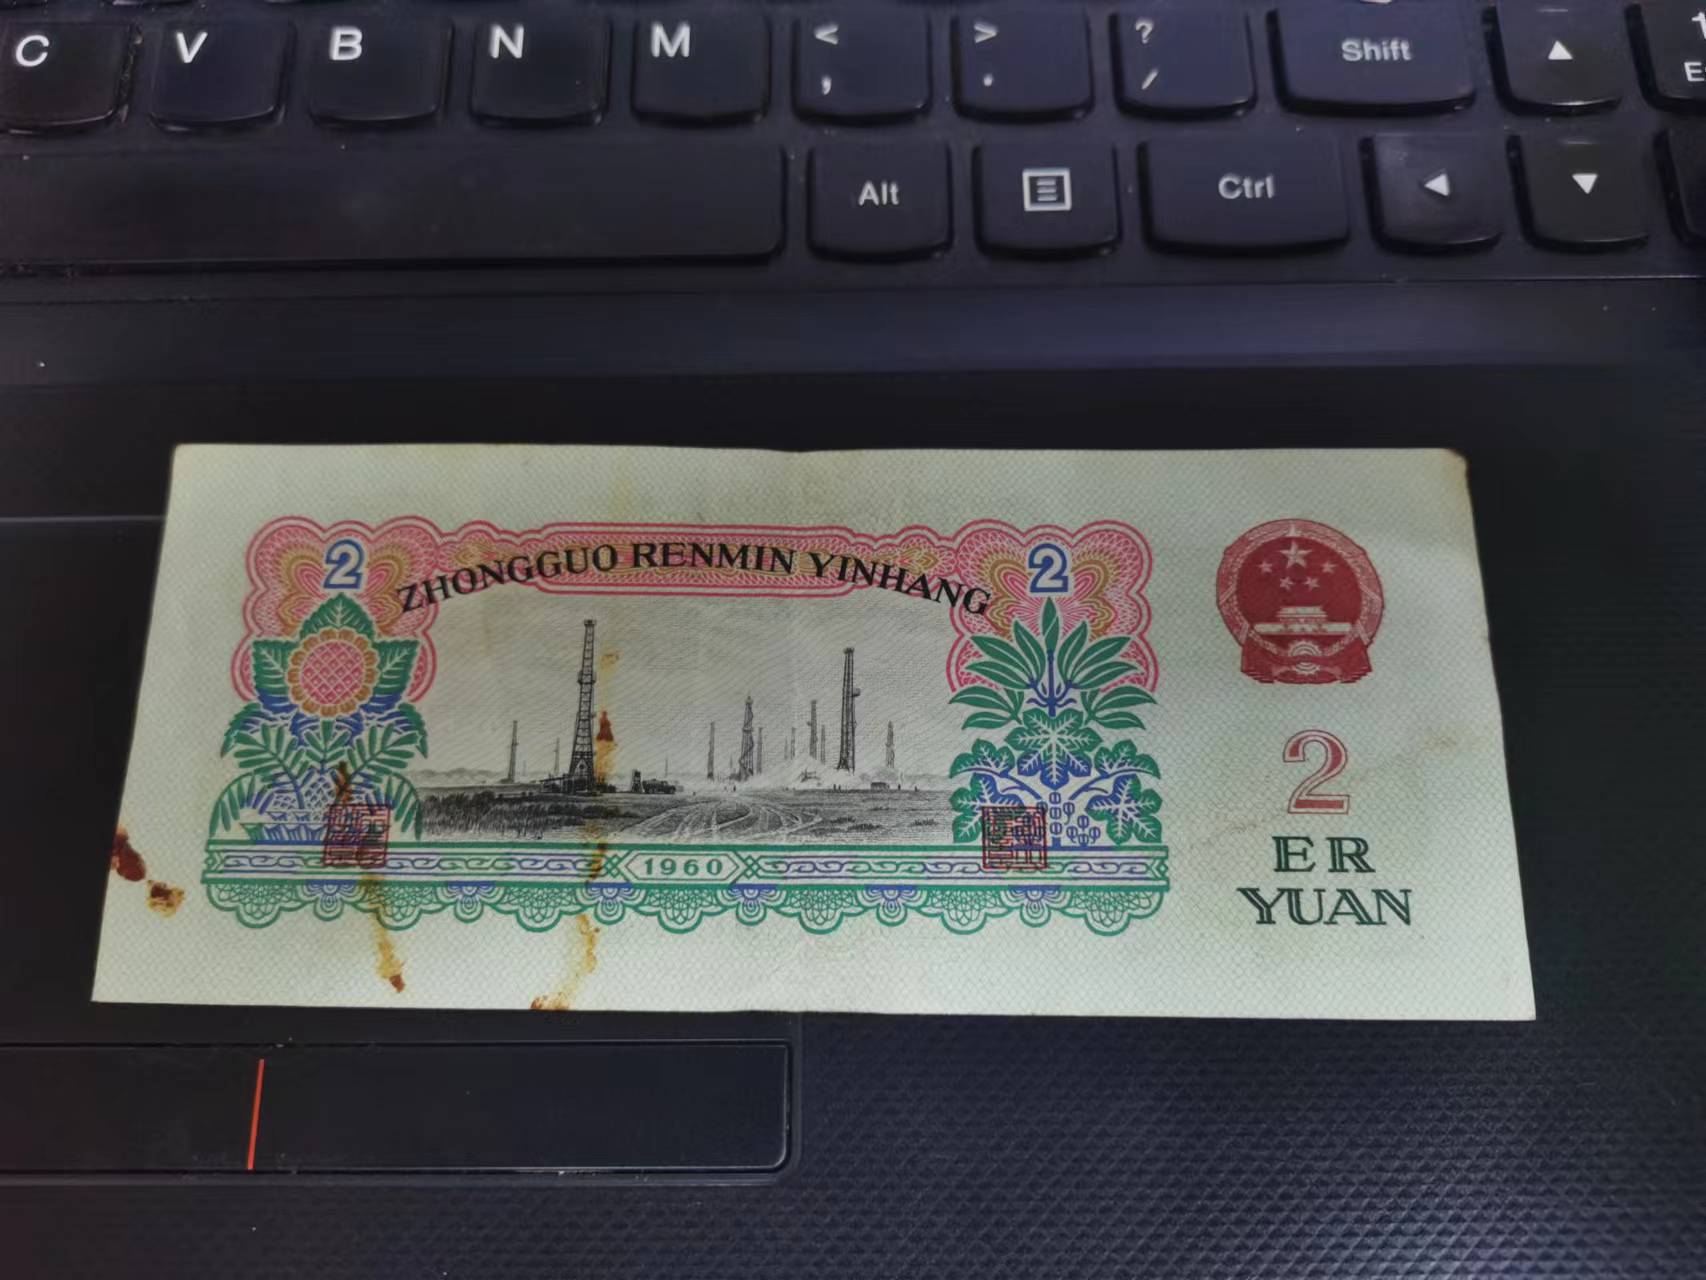 C V B N M < , > . ? / Shift ▲
Alt Ctrl ◄ ▼
2 ZHONGGUO RENMIN YINHANG 2
1960
2
ER
YUAN